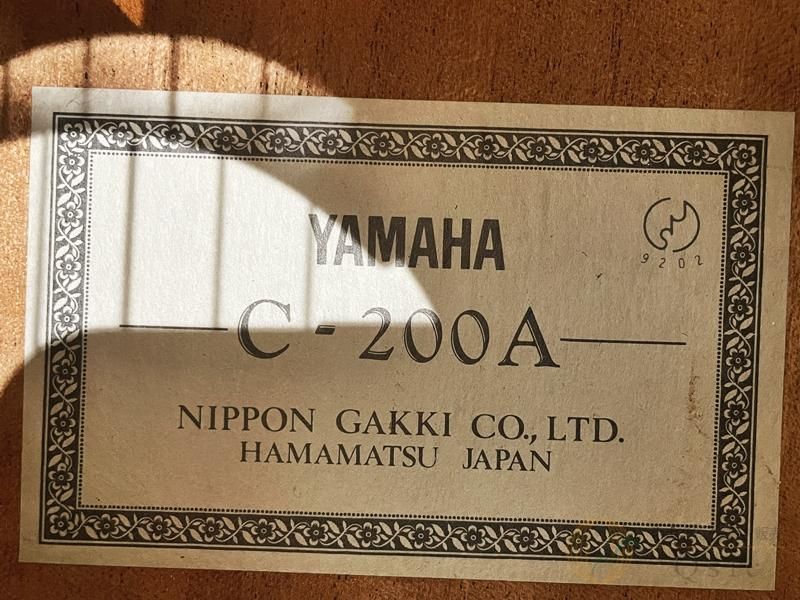 YAMAHA
9202
C - 200A
NIPPON GAKKI CO., LTD.
HAMAMATSU JAPAN